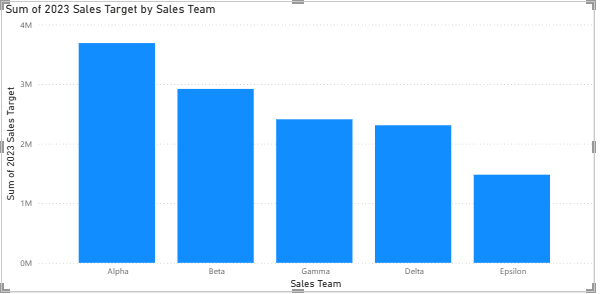 Sum of 2023 Sales Target by Sales Team
Sum of 2023 Sales Target
4M
3M
2M
1M
0M
Alpha Beta Gamma Delta Epsilon
Sales Team